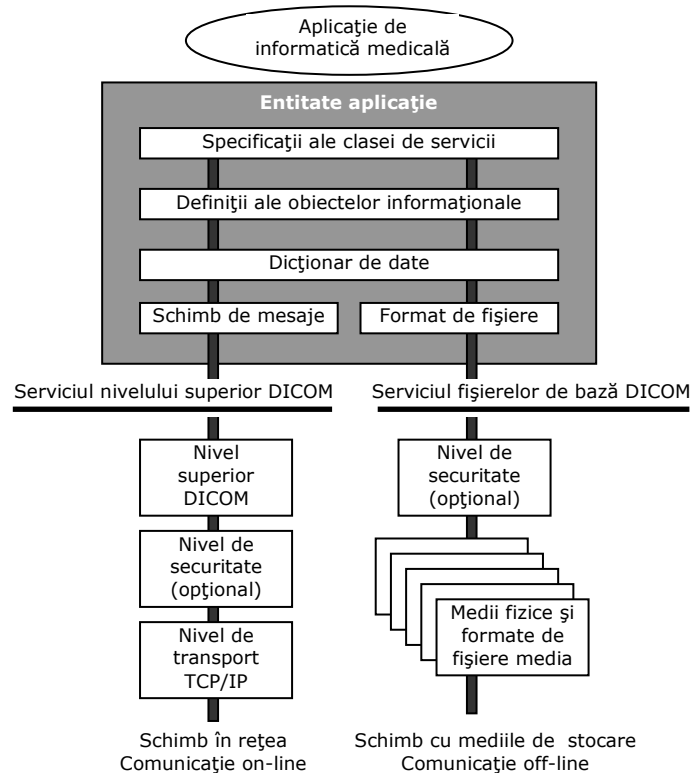 Aplicaţie de
informatică medicală
Entitate aplicaţie
Specificaţii ale clasei de servicii
Definiţii ale obiectelor informaţionale
Dicţionar de date
Schimb de mesaje
Format de fişiere
Serviciul nivelului superior DICOM
Serviciul fişierelor de bază DICOM
Nivel
superior
DICOM
Nivel de
securitate
(opţional)
Nivel de
transport
TCP/IP
Nivel de
securitate
(opţional)
Medii fizice şi
formate de
fişiere media
Schimb în reţea
Comunicaţie on-line
Schimb cu mediile de stocare
Comunicaţie off-line